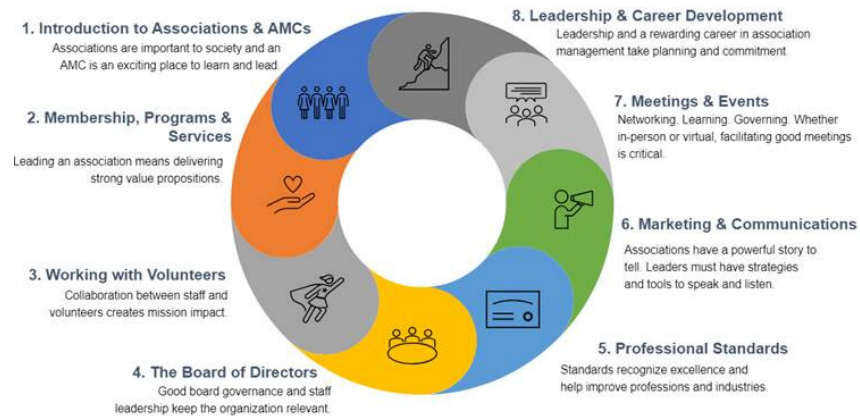 1. Introduction to Associations & AMCs
Associations are important to society and an
AMC is an exciting place to learn and lead.
2. Membership, Programs &
Services
Leading an association means delivering
strong value propositions.
3. Working with Volunteers
Collaboration between staff and
volunteers creates mission impact.
4. The Board of Directors
Good board governance and staff
leadership keep the organization relevant.
5. Professional Standards
Standards recognize excellence and
help improve professions and industries.
6. Marketing & Communications
Associations have a powerful story to
tell. Leaders must have strategies
and tools to speak and listen.
7. Meetings & Events
Networking. Learning. Governing. Whether
in-person or virtual, facilitating good meetings
is critical.
8. Leadership & Career Development
Leadership and a rewarding career in association
management take planning and commitment.